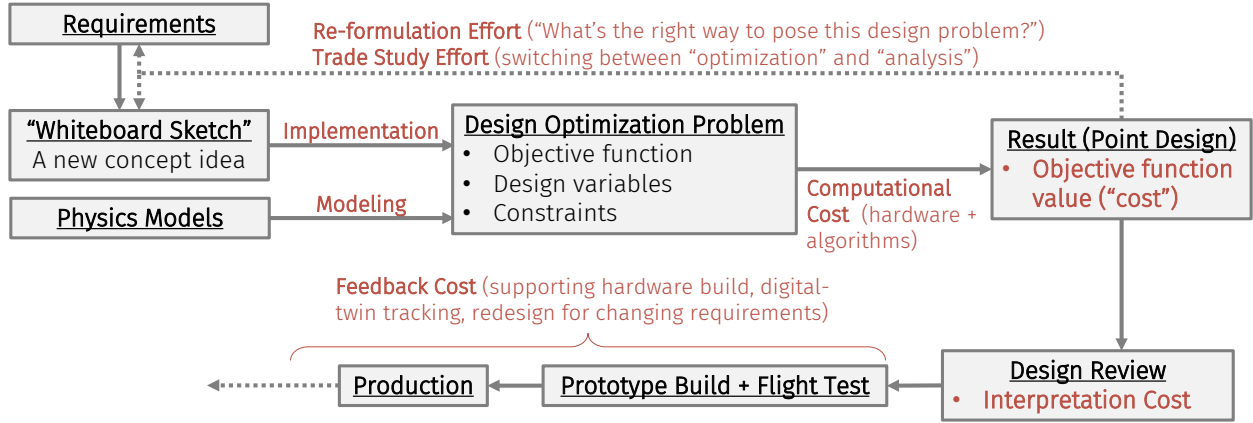 Requirements
Re-formulation Effort (“What’s the right way to pose this design problem?”)
Trade Study Effort (switching between “optimization” and “analysis”)
“Whiteboard Sketch”
A new concept idea
Implementation
Physics Models
Modeling
Design Optimization Problem
• Objective function
• Design variables
• Constraints
Computational
Cost (hardware +
algorithms)
Result (Point Design)
• Objective function
value (“cost”)
Feedback Cost (supporting hardware build, digital-
twin tracking, redesign for changing requirements)
Production
Prototype Build + Flight Test
Design Review
• Interpretation Cost